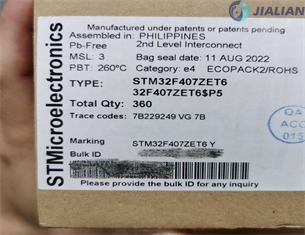 JIALIAN
Manufactured under patents or patents pending
Assembled in: PHILIPPINES
Pb-Free 2nd Level Interconnect
MSL: 3 Bag seal date: 11 AUG 2022
PBT: 260°C Category: e4 ECOPACK2/ROHS
TYPE: STM32F407ZET6
32F407ZET6$P5
Total Qty: 360
Trace codes: 7B229249 VG 7B
Marking STM32F407ZET6 Y
Bulk ID
Please provide the bulk ID for any inquiry
STMicroelectronics
QA
ACC
015